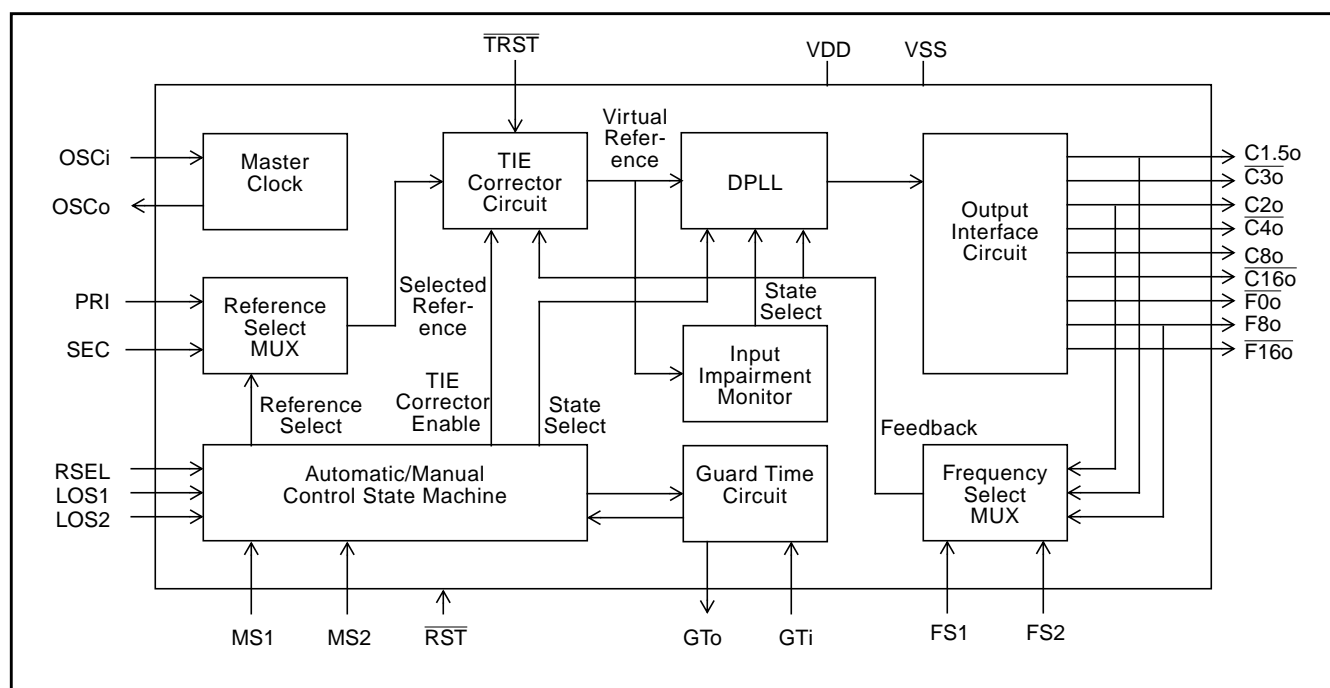 TRST
VDD
VSS
OSCi
OSCo
Master
Clock
TIE
Corrector
Circuit
Virtual
Refer-
ence
DPLL
Output
Interface
Circuit
C1.5o
C3o
C2o
C4o
C8o
C16o
F0o
F8o
F16o
PRI
SEC
Reference
Select
MUX
Selected
Refer-
ence
State
Select
Input
Impairment
Monitor
Reference
Select
TIE
Corrector
Enable
State
Select
Feedback
RSEL
LOS1
LOS2
Automatic/Manual
Control State Machine
Guard Time
Circuit
Frequency
Select
MUX
MS1
MS2
RST
GTo
GTi
FS1
FS2